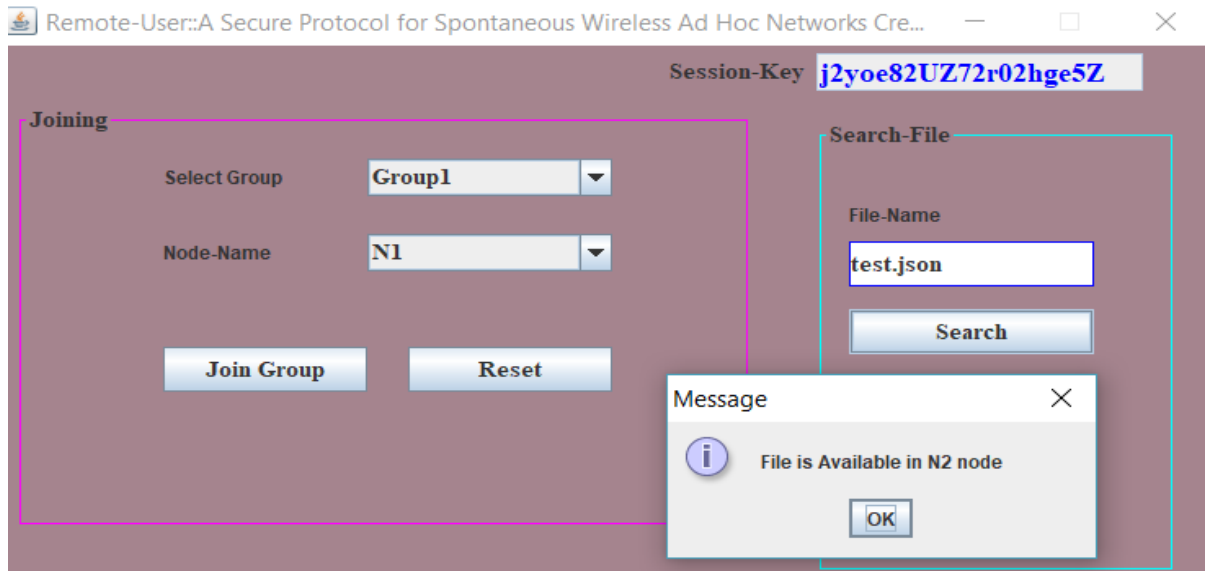 Remote-User::A Secure Protocol for Spontaneous Wireless Ad Hoc Networks Cre...
Session-Key j2yoe82UZ72r02hge5Z
Joining
Select Group Group1
Node-Name N1
Join Group Reset
Search-File
File-Name
test.json
Search
Message
File is Available in N2 node
OK